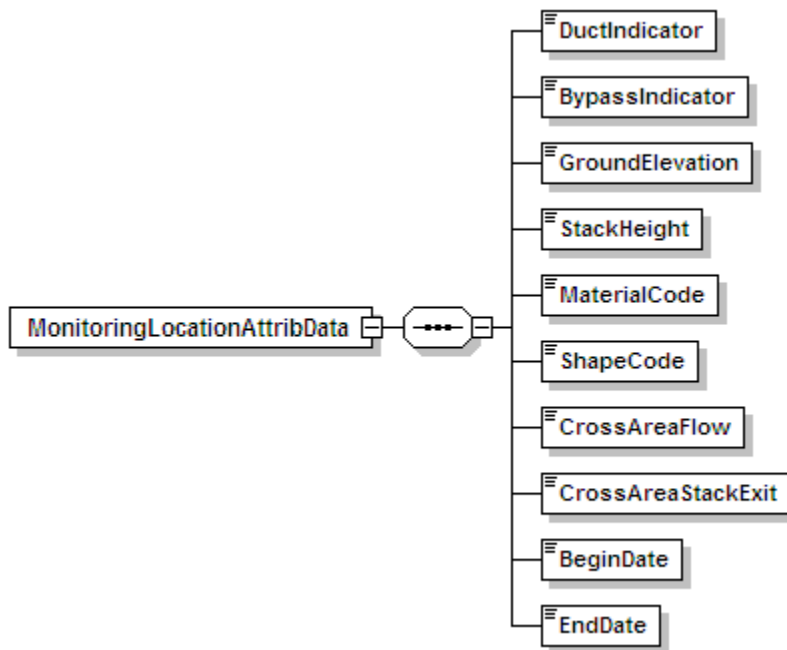 DuctIndicator
BypassIndicator
GroundElevation
StackHeight
MaterialCode
MonitoringLocationAttribData
ShapeCode
CrossAreaFlow
CrossAreaStackExit
BeginDate
EndDate